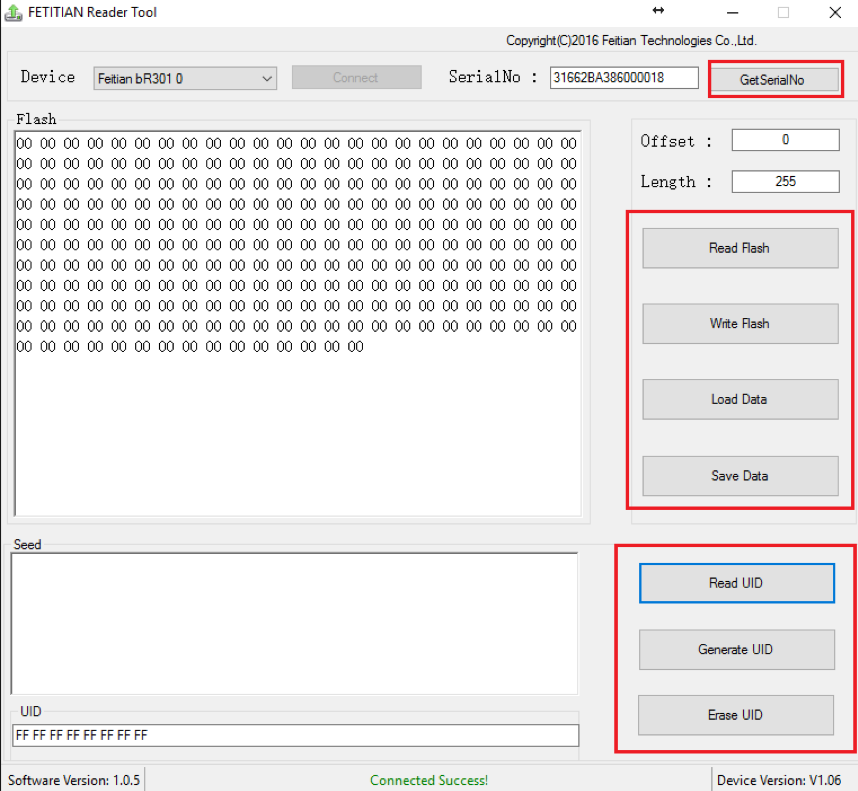 FETITIAN Reader Tool
Copyright(C)2016 Feitian Technologies Co.,Ltd.
Device Feitian bR301 0 Connect SerialNo : 31662BA386000018 GetSerialNo
Flash
00 00 00 00 00 00 00 00 00 00 00 00 00 00 00 00 00 00 00 00 00 00 00 00
00 00 00 00 00 00 00 00 00 00 00 00 00 00 00 00 00 00 00 00 00 00 00 00
00 00 00 00 00 00 00 00 00 00 00 00 00 00 00 00 00 00 00 00 00 00 00 00
00 00 00 00 00 00 00 00 00 00 00 00 00 00 00 00 00 00 00 00 00 00 00 00
00 00 00 00 00 00 00 00 00 00 00 00 00 00 00 00 00 00 00 00 00 00 00 00
00 00 00 00 00 00 00 00 00 00 00 00 00 00 00 00 00 00 00 00 00 00 00 00
00 00 00 00 00 00 00 00 00 00 00 00 00 00 00 00 00 00 00 00 00 00 00 00
00 00 00 00 00 00 00 00 00 00 00 00 00 00 00 00 00 00 00 00 00 00 00 00
00 00 00 00 00 00 00 00 00 00 00 00 00 00 00 00 00 00 00 00 00 00 00 00
00 00 00 00 00 00 00 00 00 00 00 00 00 00 00 00 00 00 00 00 00 00 00 00
00 00 00 00 00 00 00 00 00 00 00 00 00 00 00
Offset : 0
Length : 255
Read Flash
Write Flash
Load Data
Save Data
Seed
Read UID
Generate UID
Erase UID
UID
FF FF FF FF FF FF FF FF
Software Version: 1.0.5 Connected Success! Device Version: V1.06